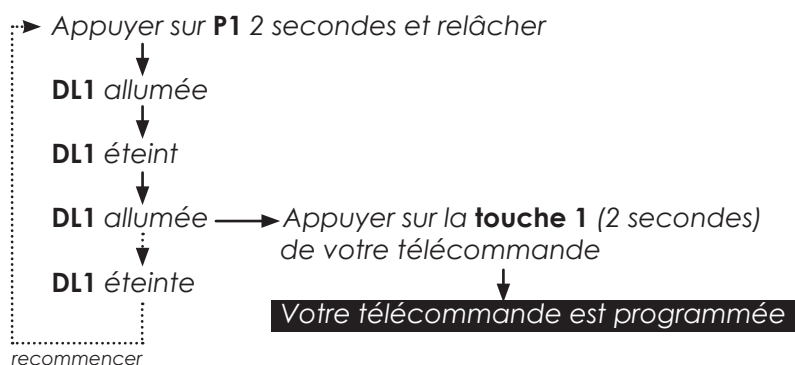 Appuyer sur P1 2 secondes et relâcher
DL1 allumée
DL1 éteint
DL1 allumée
Appuyer sur la touche 1 (2 secondes)
de votre télécommande
DL1 éteinte
Votre télécommande est programmée
recommencer